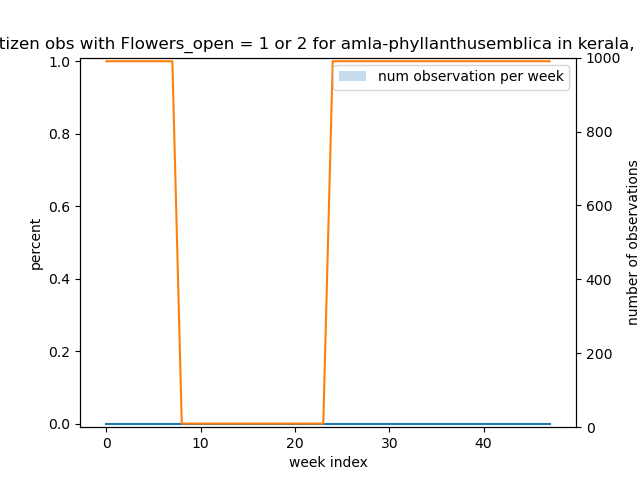 tizen obs with Flowers_open = 1 or 2 for amla-phyllanthusemblica in kerala,
num observation per week
1.0
0.8
0.6
0.4
0.2
0.0
percent
1000
800
600
400
200
0
number of observations
0 10 20 30 40
week index